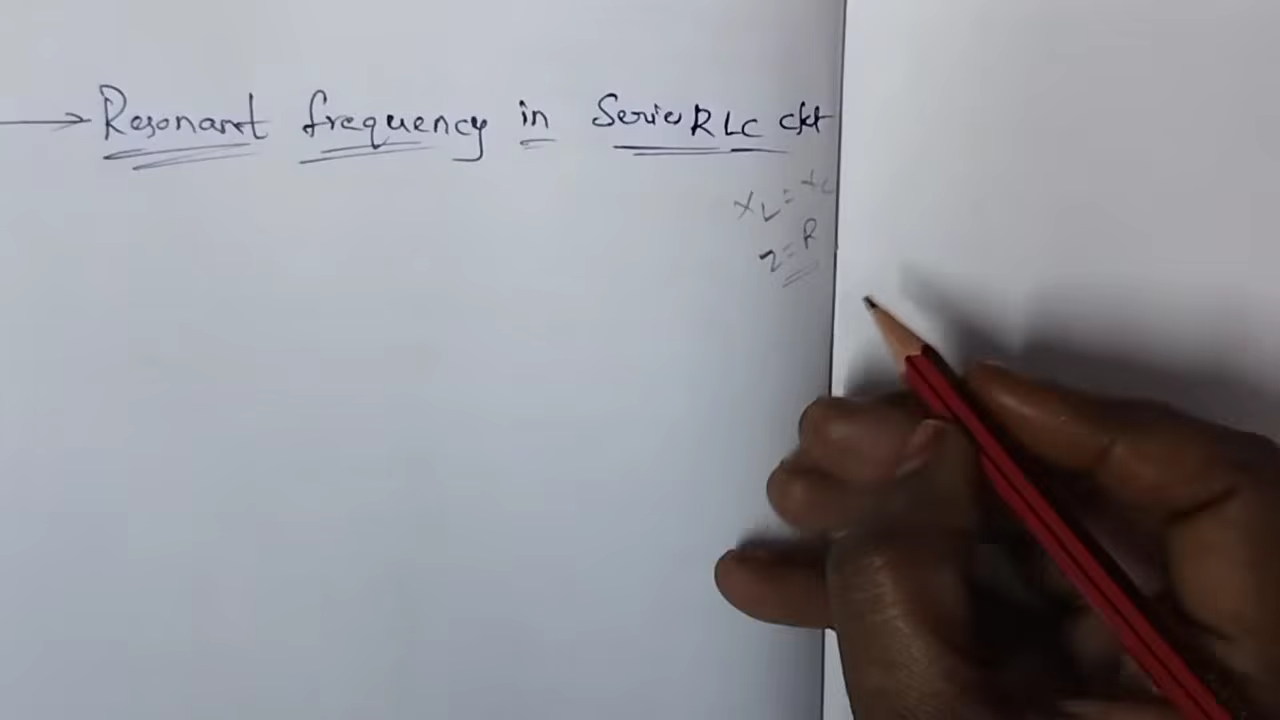 → Resonant frequency in Series RLC ckt
XL = XC
Z = R